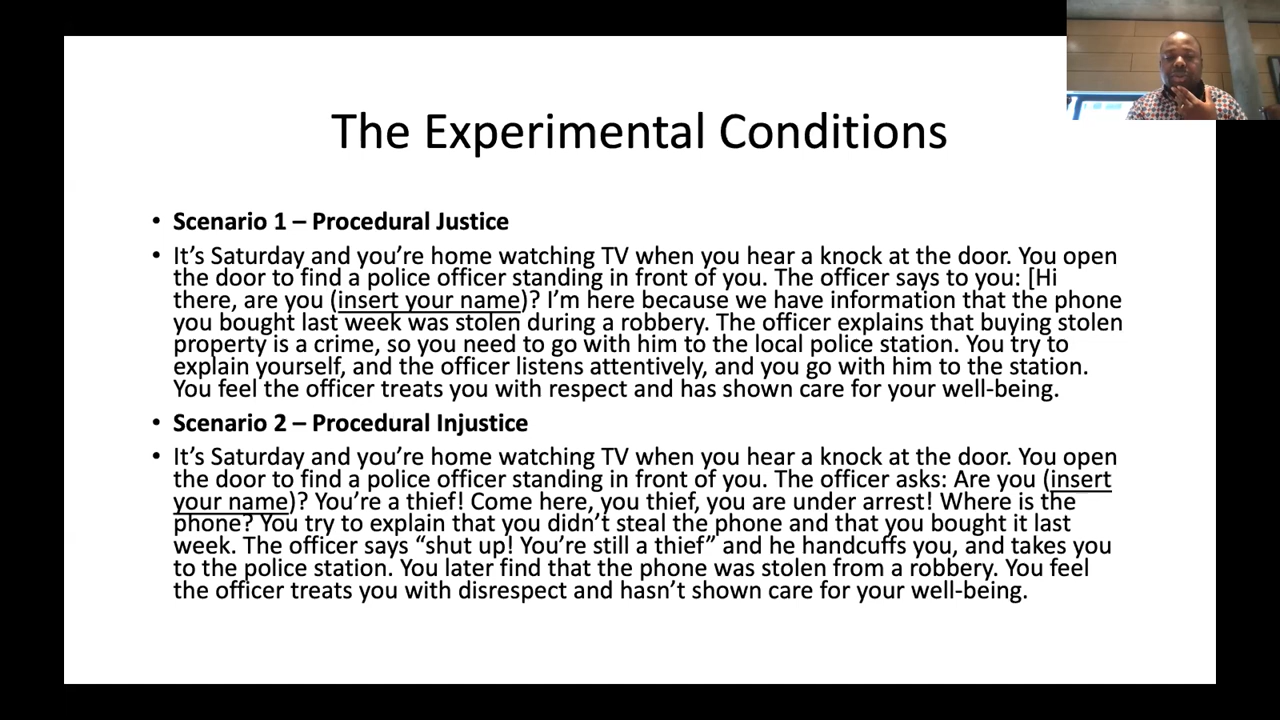 The Experimental Conditions
• Scenario 1 – Procedural Justice
• It’s Saturday and you’re home watching TV when you hear a knock at the door. You open
the door to find a police officer standing in front of you. The officer says to you: [Hi
there, are you (insert your name)? I’m here because we have information that the phone
you bought last week was stolen during a robbery. The officer explains that buying stolen
property is a crime, so you need to go with him to the local police station. You try to
explain yourself, and the officer listens attentively, and you go with him to the station.
You feel the officer treats you with respect and has shown care for your well-being.
• Scenario 2 – Procedural Injustice
• It’s Saturday and you’re home watching TV when you hear a knock at the door. You open
the door to find a police officer standing in front of you. The officer asks: Are you (insert
your name)? You’re a thief! Come here, you thief, you are under arrest! Where is the
phone? You try to explain that you didn’t steal the phone and that you bought it last
week. The officer says “shut up! You’re still a thief” and he handcuffs you, and takes you
to the police station. You later find that the phone was stolen from a robbery. You feel
the officer treats you with disrespect and hasn’t shown care for your well-being.